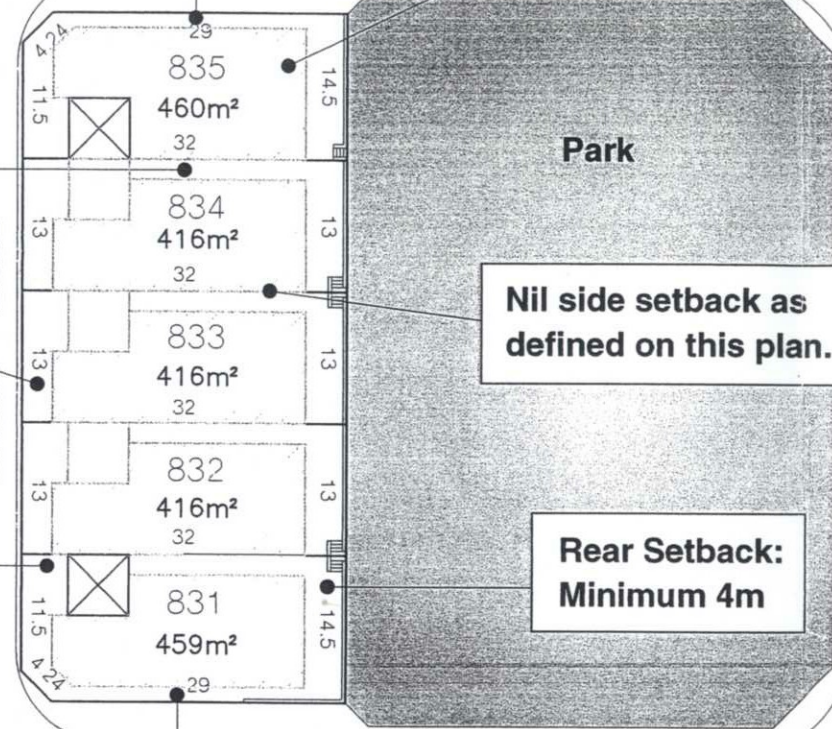 29
4.24
835
14.5
11.5
460m²
Park
32
834
13
13
416m²
32
Nil side setback as
defined on this plan.
833
13
13
416m²
32
832
13
13
416m²
32
Rear Setback:
Minimum 4m
831
11.5
14.5
459m²
4.24
29